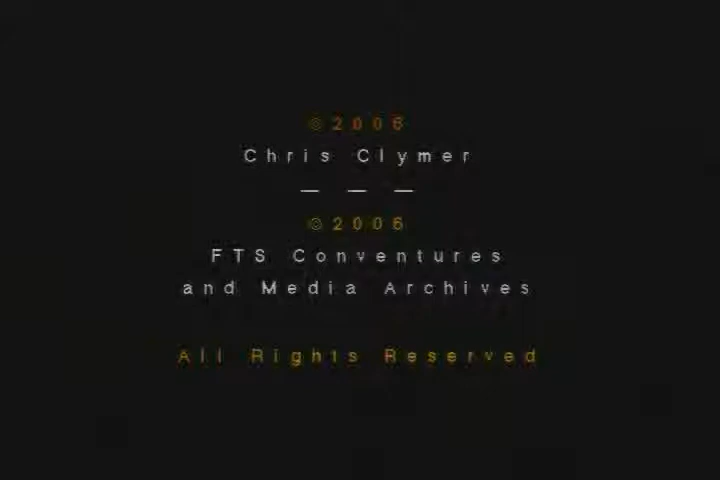 ©2006
Chris Clymer
— — —
©2006
FTS Conventures
and Media Archives
All Rights Reserved